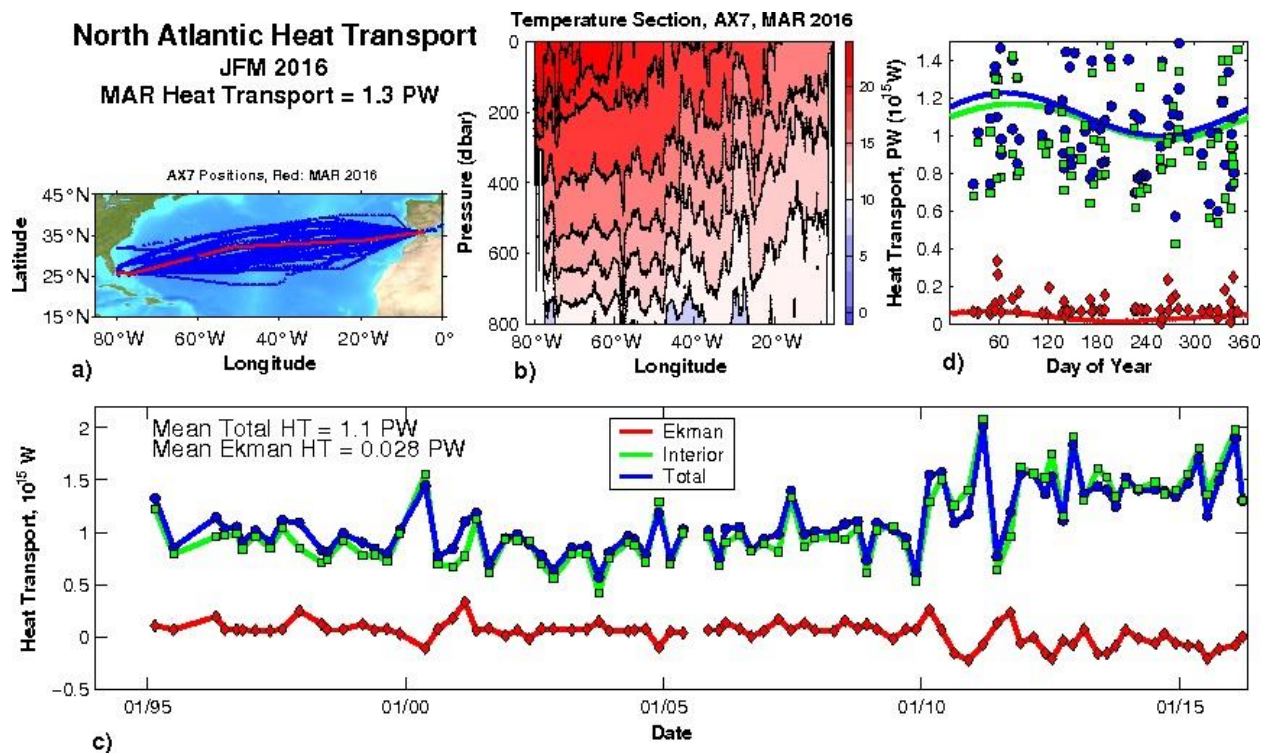 North Atlantic Heat Transport
JFM 2016
MAR Heat Transport = 1.3 PW
AX7 Positions, Red: MAR 2016
Latitude
45°N
35°N
25°N
15°N
80°W 60°W 40°W 20°W 0°
Longitude
a)
Temperature Section, AX7, MAR 2016
Pressure (dbar)
0
200
400
600
800
80°W 60°W 40°W 20°W
Longitude
b)
20
15
10
5
0
Heat Transport, PW (10^15 W)
1.4
1.2
1
0.8
0.6
0.4
0.2
0
60 120 180 240 300 360
Day of Year
d)
Mean Total HT = 1.1 PW
Mean Ekman HT = 0.028 PW
Ekman
Interior
Total
Heat Transport, 10^15 W
2
1.5
1
0.5
0
−0.5
01/95 01/00 01/05 01/10 01/15
Date
c)